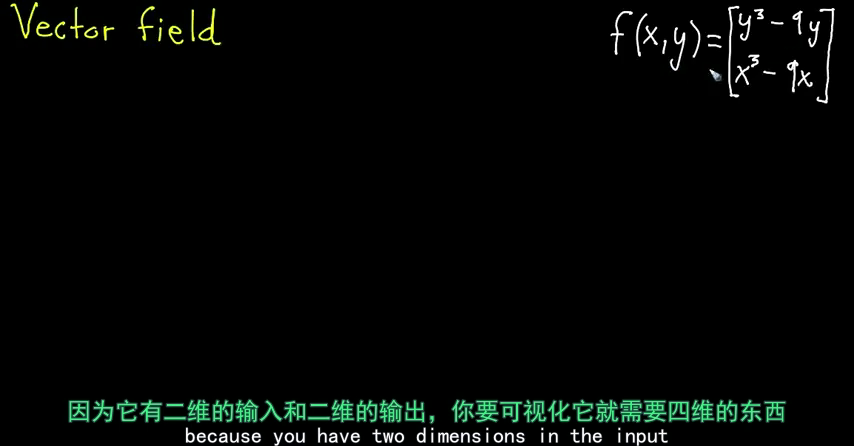 Vector field
f(x,y)=[y³-9y
x³-9x]
因为它有二维的输入和二维的输出，你要可视化它就需要四维的东西
because you have two dimensions in the input